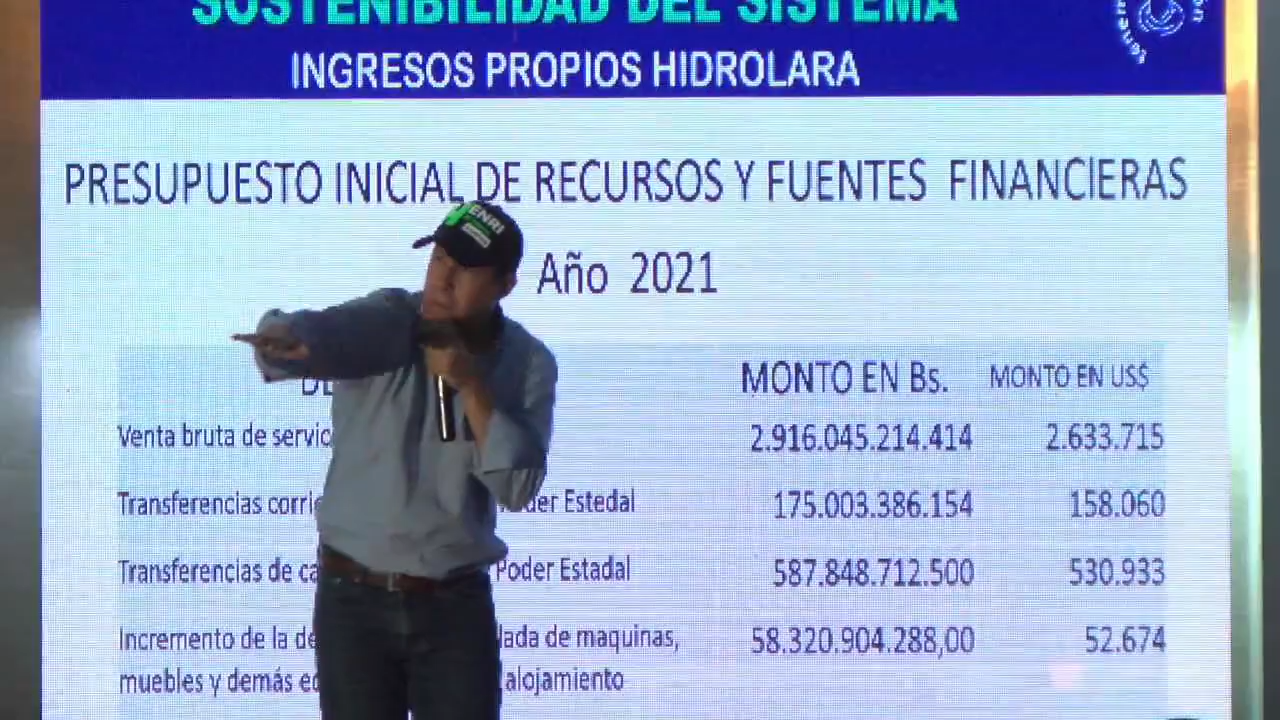 SOSTENIBILIDAD DEL SISTEMA
INGRESOS PROPIOS HIDROLARA
PRESUPUESTO INICIAL DE RECURSOS Y FUENTES FINANCIERAS
Año 2021
ENRI
MONTO EN Bs. MONTO EN US$
Venta bruta de servic 2.916.045.214.414 2.633.715
Transferencias corri der Estedal 175.003.386.154 158.060
Transferencias de ca Poder Estadal 587.848.712.500 530.933
Incremento de la de lada de maquinas, 58.320.904.288,00 52.674
muebles y demás e alojamiento